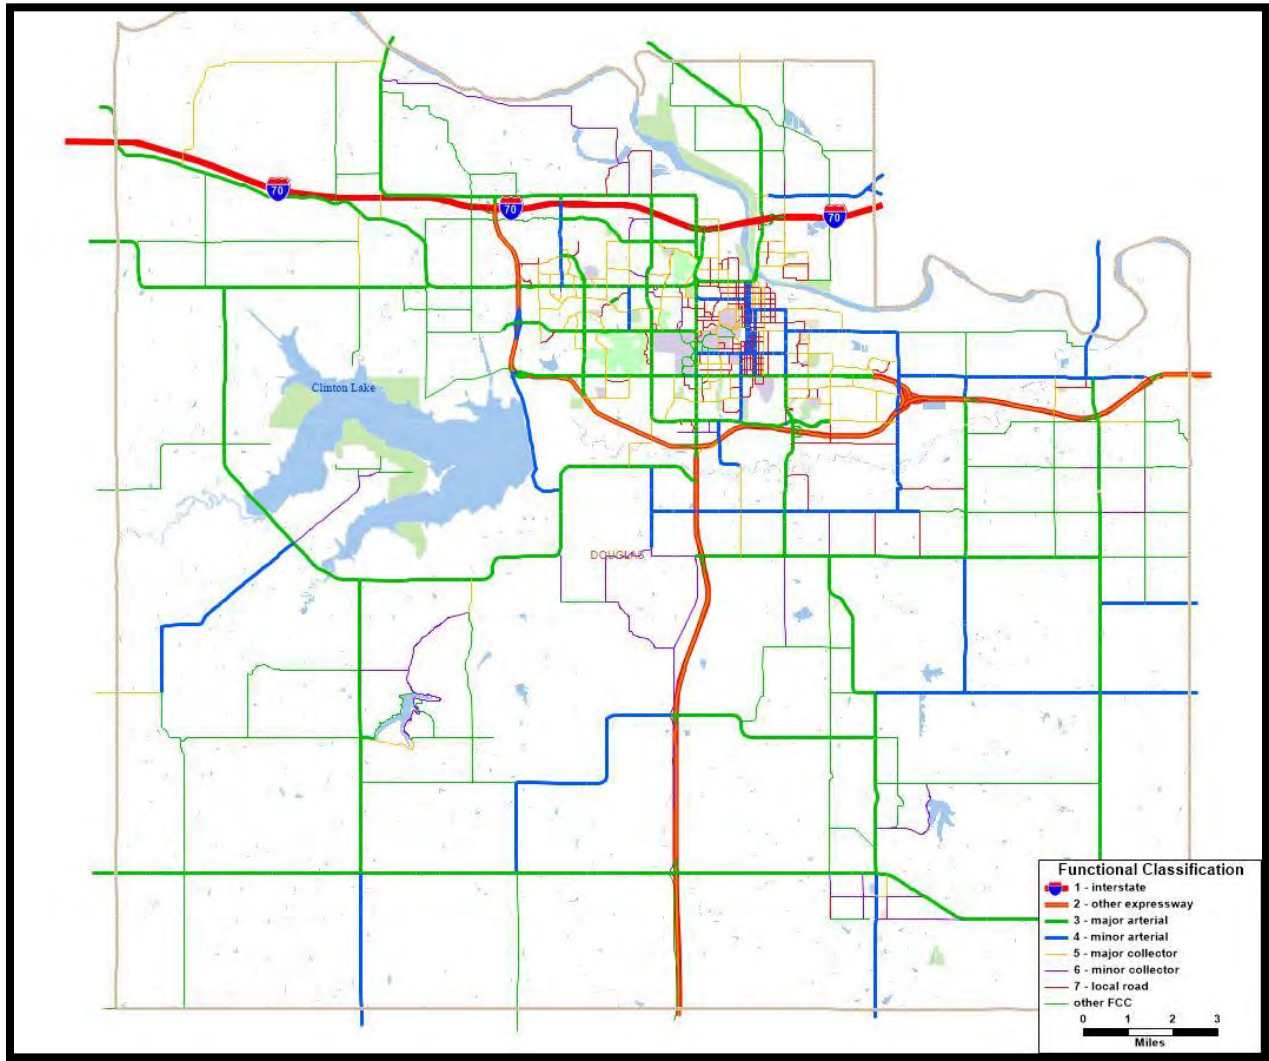 70
70
70
Clinton Lake
DOUGLAS
Functional Classification
1 - interstate
2 - other expressway
3 - major arterial
4 - minor arterial
5 - major collector
6 - minor collector
7 - local road
other FCC
0 1 2 3
Miles